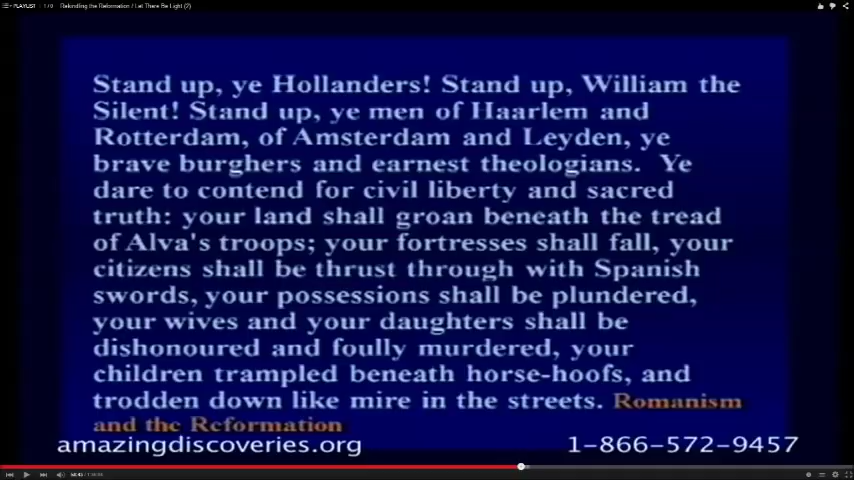 PLAYLIST
Rekindling the Reformation / Let There Be Light (2)
Stand up, ye Hollanders! Stand up, William the
Silent! Stand up, ye men of Haarlem and
Rotterdam, of Amsterdam and Leyden, ye
brave burghers and earnest theologians. Ye
dare to contend for civil liberty and sacred
truth: your land shall groan beneath the tread
of Alva's troops; your fortresses shall fall, your
citizens shall be thrust through with Spanish
swords, your possessions shall be plundered,
your wives and your daughters shall be
dishonoured and foully murdered, your
children trampled beneath horse-hoofs, and
trodden down like mire in the streets. Romanism
and the Reformation
amazingdiscoveries.org 1-866-572-9457